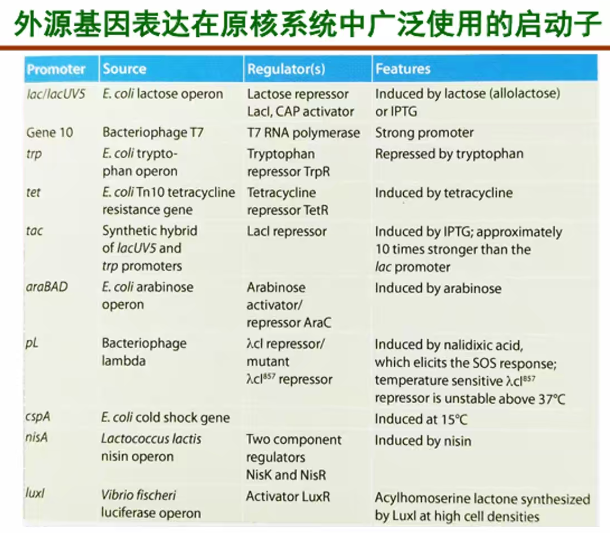 外源基因表达在原核系统中广泛使用的启动子
Promoter Source Regulator(s) Features
lac/lacUV5 E. coli lactose operon Lactose repressor Induced by lactose (allolactose)
LacI, CAP activator or IPTG
Gene 10 Bacteriophage T7 T7 RNA polymerase Strong promoter
trp E. coli trypto- Tryptophan Repressed by tryptophan
phan operon repressor TrpR
tet E. coli Tn10 tetracycline Tetracycline Induced by tetracycline
resistance gene repressor TetR
tac Synthetic hybrid LacI repressor Induced by IPTG; approximately
of lacUV5 and 10 times stronger than the
trp promoters lac promoter
araBAD E. coli arabinose Arabinose Induced by arabinose
operon activator/
repressor AraC
pL Bacteriophage λcI repressor/ Induced by nalidixic acid,
lambda mutant which elicits the SOS response;
λcI⁸⁵⁷ repressor temperature sensitive λcI⁸⁵⁷
repressor is unstable above 37°C
cspA E. coli cold shock gene Induced at 15°C
nisA Lactococcus lactis Two component Induced by nisin
nisin operon regulators
NisK and NisR
luxI Vibrio fischeri Activator LuxR Acylhomoserine lactone synthesized
luciferase operon by LuxI at high cell densities